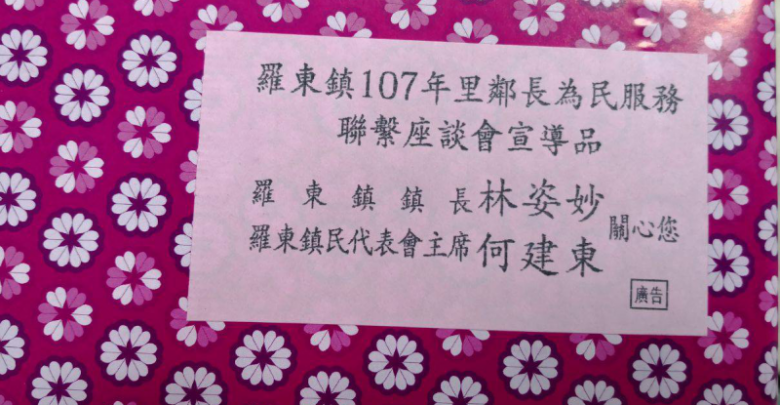 羅東鎮107年里鄰長為民服務
聯繫座談會宣導品
羅東鎮鎮長林姿妙
羅東鎮民代表會主席何建東
關心您
廣告